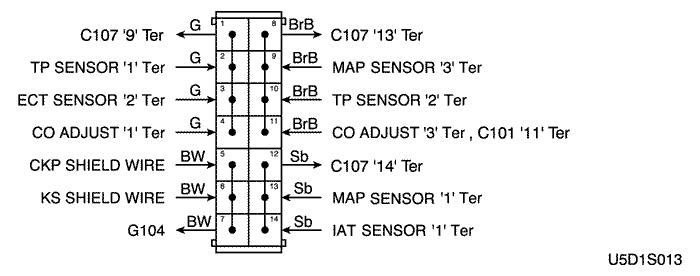 C107 '9' Ter G 1 8 BrB C107 '13' Ter
TP SENSOR '1' Ter G 2 9 BrB MAP SENSOR '3' Ter
ECT SENSOR '2' Ter G 3 10 BrB TP SENSOR '2' Ter
CO ADJUST '1' Ter G 4 11 BrB CO ADJUST '3' Ter , C101 '11' Ter
CKP SHIELD WIRE BW 5 12 Sb C107 '14' Ter
KS SHIELD WIRE BW 6 13 Sb MAP SENSOR '1' Ter
G104 BW 7 14 Sb IAT SENSOR '1' Ter
U5D1S013